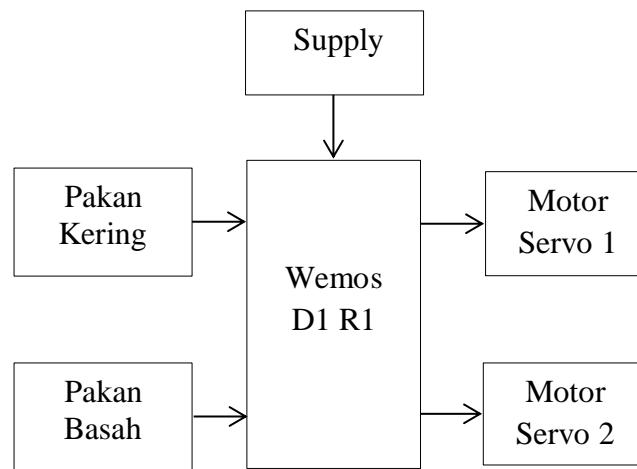 Supply
Pakan
Kering
Wemos
D1 R1
Motor
Servo 1
Pakan
Basah
Motor
Servo 2